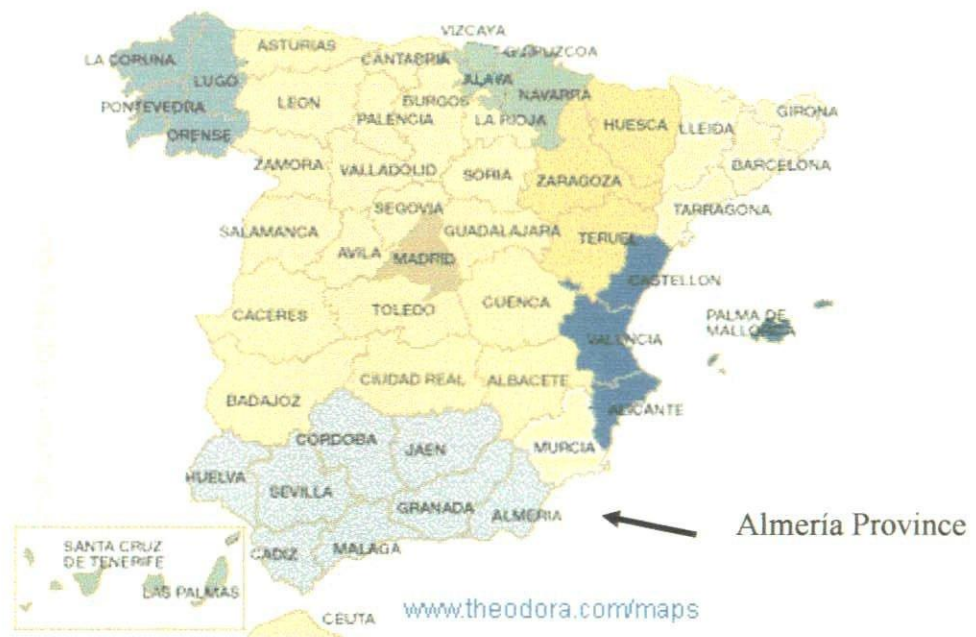 VIZCAYA
GUIPUZCOA
ASTURIAS
CANTABRIA
LA CORUNA
LUGO
ALAVA
NAVARRA
LEON
BURGOS
PALENCIA
LA RIOJA
PONTEVEDRA
ORENSE
HUESCA
LLEIDA
GIRONA
BARCELONA
ZAMORA
VALLADOLID
SORIA
ZARAGOZA
TARRAGONA
SEGOVIA
SALAMANCA
GUADALAJARA
AVILA
MADRID
TERUEL
CASTELLON
CACERES
TOLEDO
CUENCA
PALMA DE
MALLORCA
VALENCIA
CIUDAD REAL
ALBACETE
BADAJOZ
ALICANTE
CORDOBA
JAEN
MURCIA
HUELVA
SEVILLA
GRANADA
ALMERIA
Almería Province
CADIZ
MALAGA
SANTA CRUZ
DE TENERIFE
LAS PALMAS
www.theodora.com/maps
CEUTA